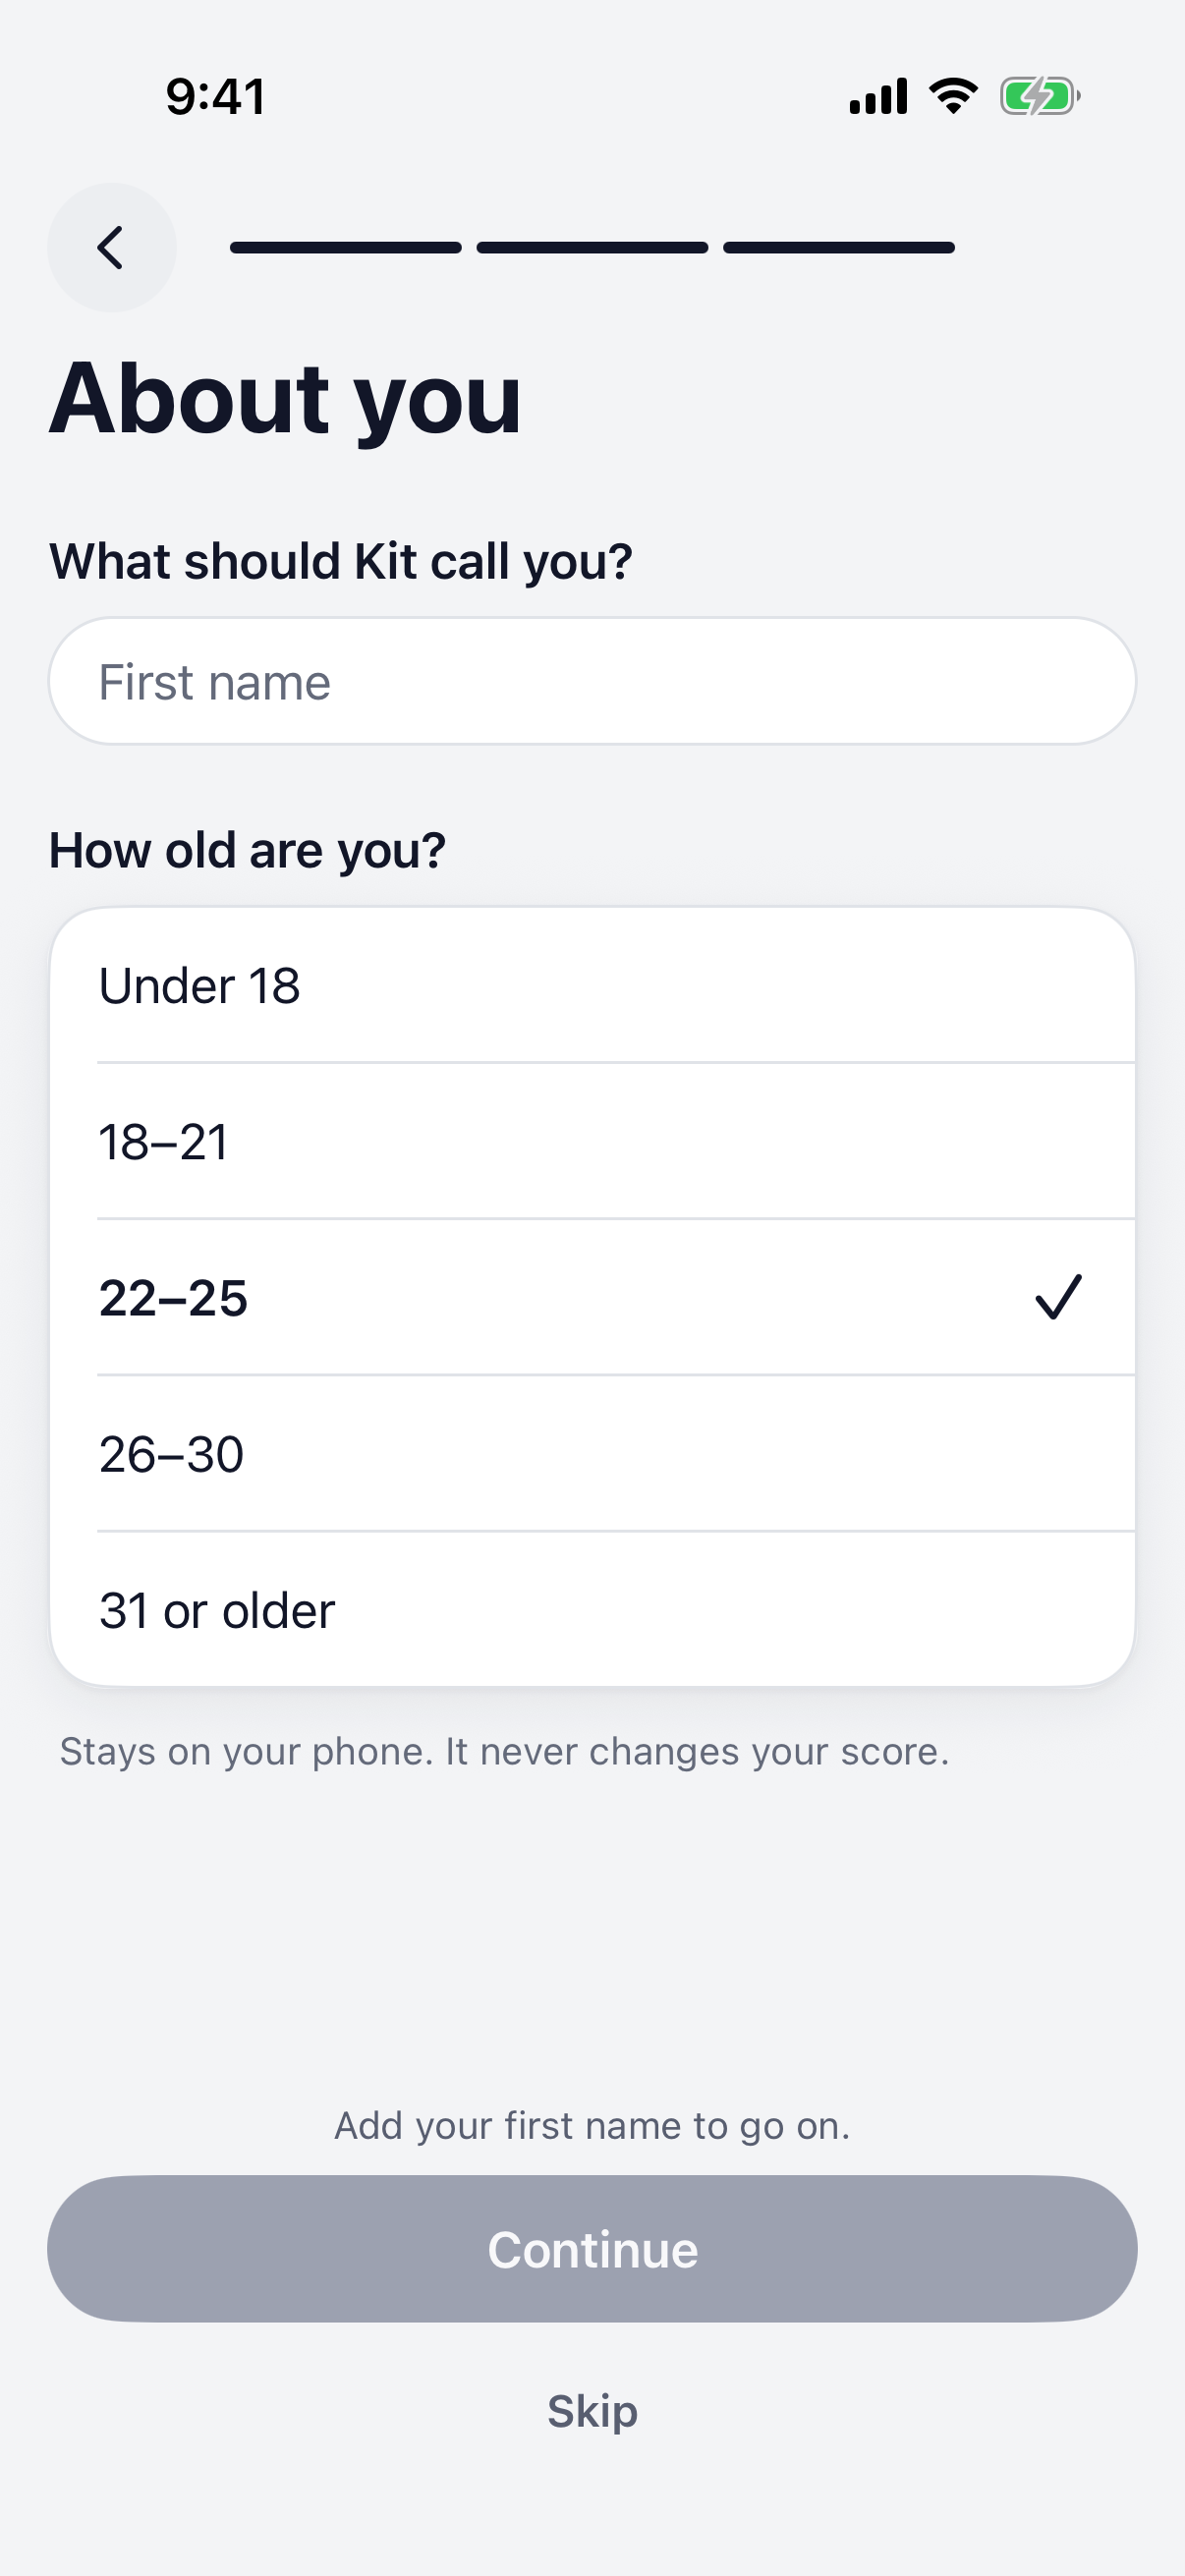 9:41
About you
What should Kit call you?
First name
How old are you?
Under 18
18–21
22–25
26–30
31 or older
Stays on your phone. It never changes your score.
Add your first name to go on.
Continue
Skip